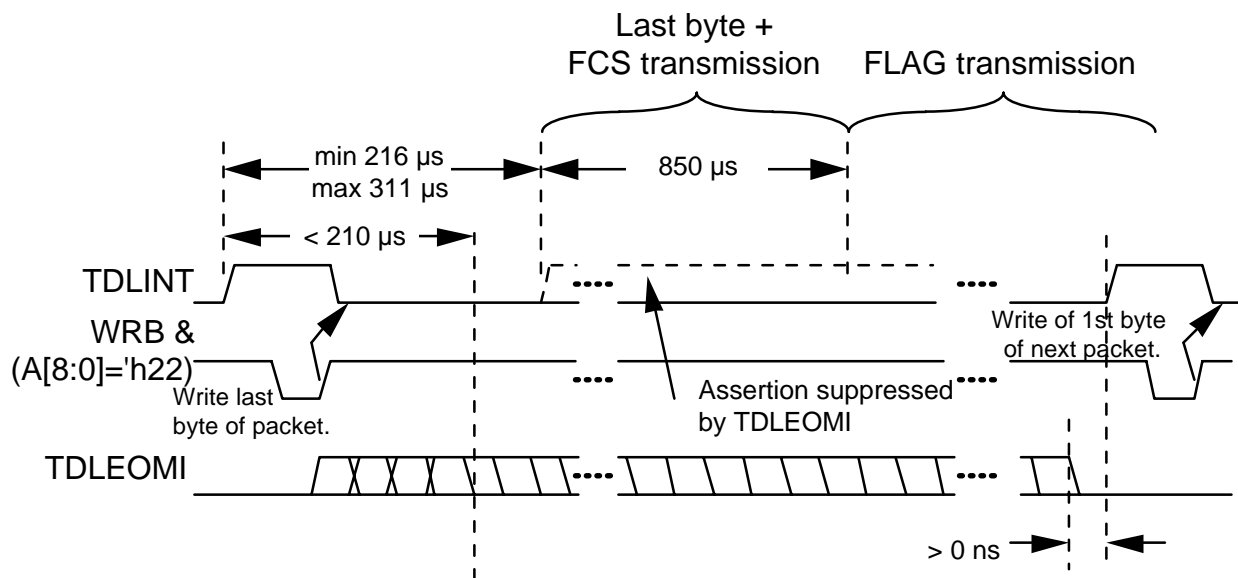 Last byte +
FCS transmission
FLAG transmission
min 216 µs
max 311 µs
850 µs
< 210 µs
TDLINT
WRB &
(A[8:0]='h22)
Write last
byte of packet.
Assertion suppressed
by TDLEOMI
Write of 1st byte
of next packet.
TDLEOMI
> 0 ns